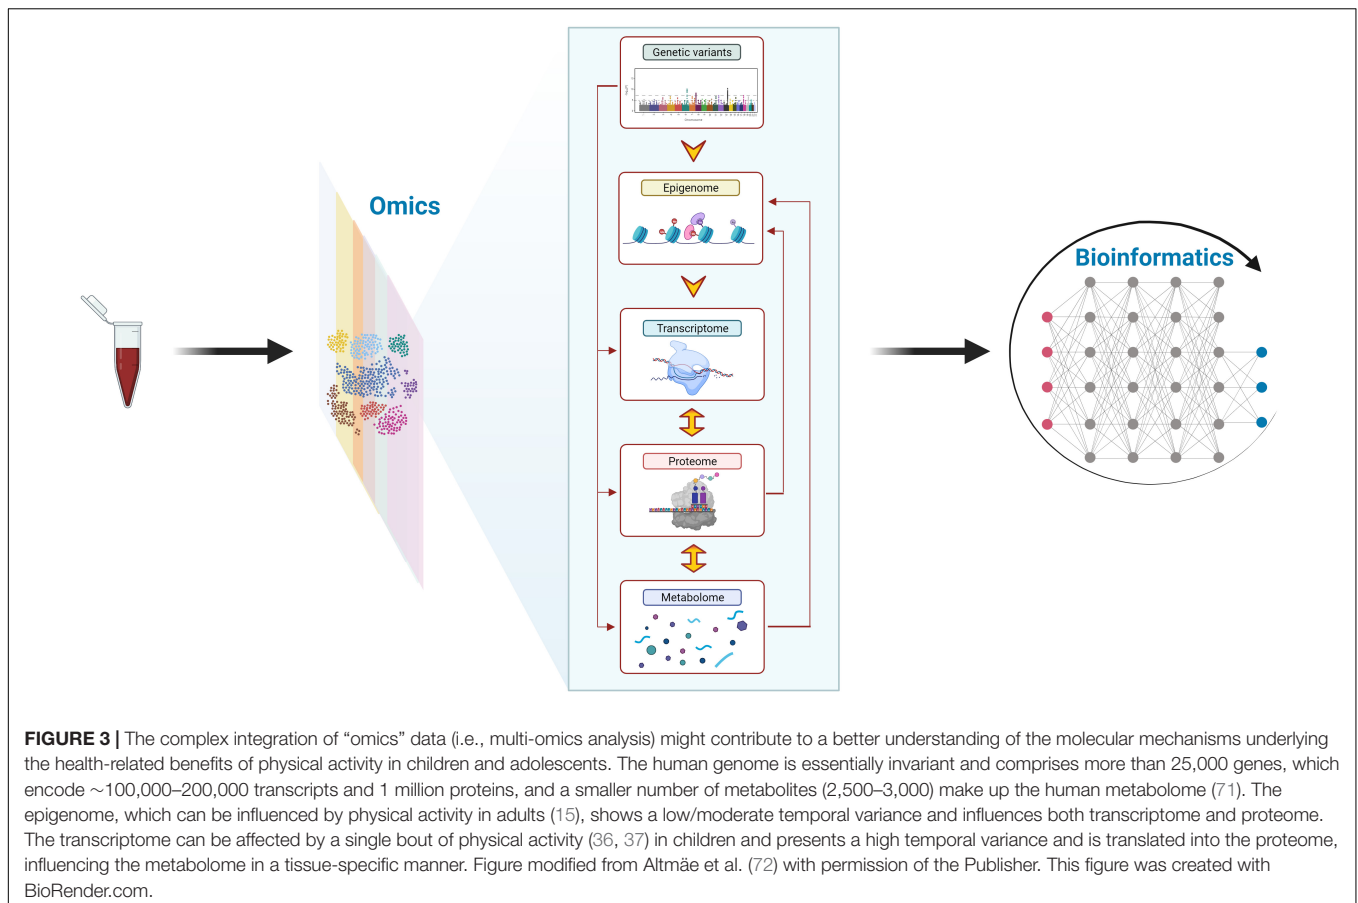 Genetic variants
Chromosome
Epigenome
Omics
Bioinformatics
Transcriptome
Proteome
Metabolome
FIGURE 3 | The complex integration of “omics” data (i.e., multi-omics analysis) might contribute to a better understanding of the molecular mechanisms underlying
the health-related benefits of physical activity in children and adolescents. The human genome is essentially invariant and comprises more than 25,000 genes, which
encode ∼100,000–200,000 transcripts and 1 million proteins, and a smaller number of metabolites (2,500–3,000) make up the human metabolome (71). The
epigenome, which can be influenced by physical activity in adults (15), shows a low/moderate temporal variance and influences both transcriptome and proteome.
The transcriptome can be affected by a single bout of physical activity (36, 37) in children and presents a high temporal variance and is translated into the proteome,
influencing the metabolome in a tissue-specific manner. Figure modified from Altmäe et al. (72) with permission of the Publisher. This figure was created with
BioRender.com.